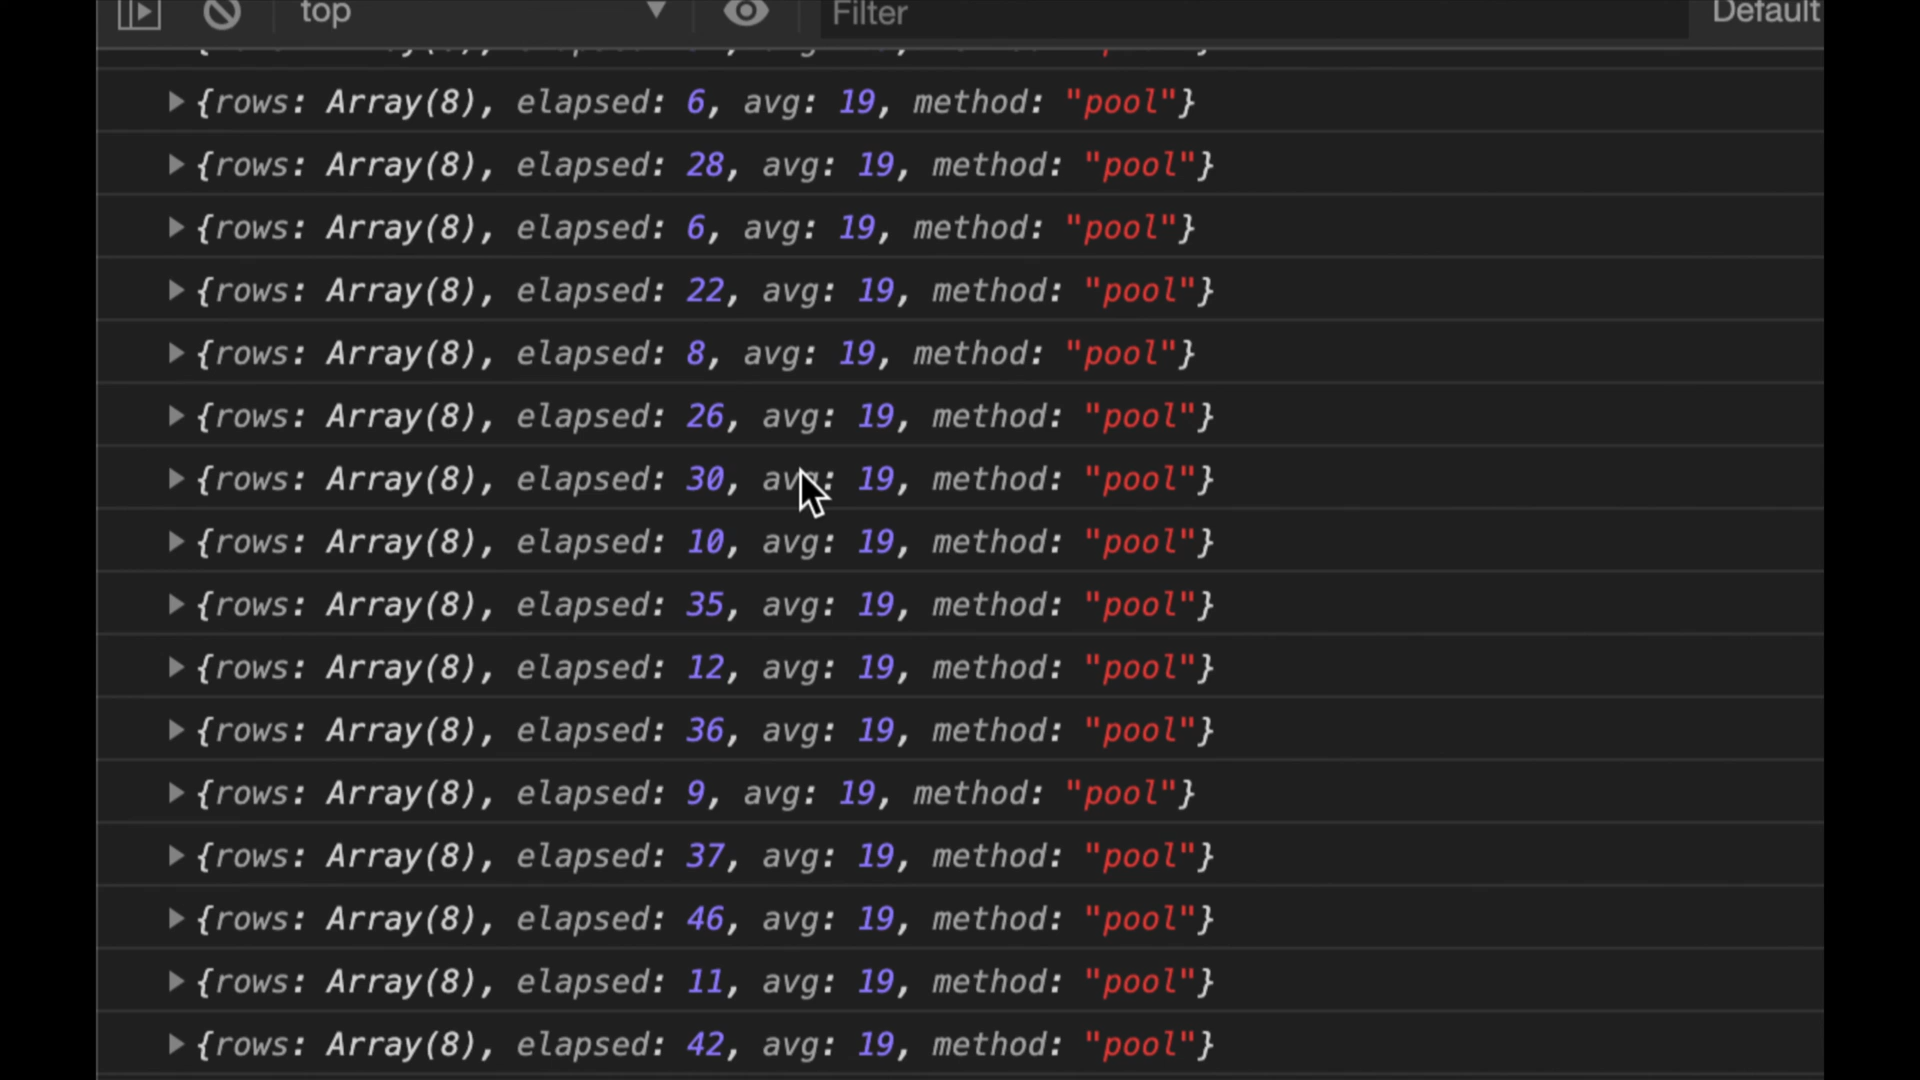 top Filter Default
{rows: Array(8), elapsed: 6, avg: 19, method: "pool"}
{rows: Array(8), elapsed: 28, avg: 19, method: "pool"}
{rows: Array(8), elapsed: 6, avg: 19, method: "pool"}
{rows: Array(8), elapsed: 22, avg: 19, method: "pool"}
{rows: Array(8), elapsed: 8, avg: 19, method: "pool"}
{rows: Array(8), elapsed: 26, avg: 19, method: "pool"}
{rows: Array(8), elapsed: 30, avg: 19, method: "pool"}
{rows: Array(8), elapsed: 10, avg: 19, method: "pool"}
{rows: Array(8), elapsed: 35, avg: 19, method: "pool"}
{rows: Array(8), elapsed: 12, avg: 19, method: "pool"}
{rows: Array(8), elapsed: 36, avg: 19, method: "pool"}
{rows: Array(8), elapsed: 9, avg: 19, method: "pool"}
{rows: Array(8), elapsed: 37, avg: 19, method: "pool"}
{rows: Array(8), elapsed: 46, avg: 19, method: "pool"}
{rows: Array(8), elapsed: 11, avg: 19, method: "pool"}
{rows: Array(8), elapsed: 42, avg: 19, method: "pool"}